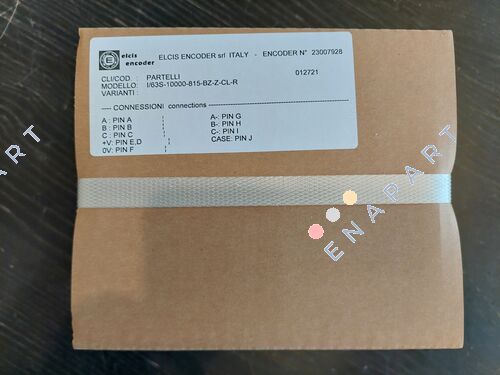 elcis
encoder
ELCIS ENCODER srl ITALY - ENCODER N° 23007928
CLI/COD. : PARTELLI 012721
MODELLO: I/63S-10000-815-BZ-Z-CL-R
VARIANTI :
---- CONNESSIONI connections ----
A : PIN A A-: PIN G
B : PIN B B-: PIN H
C : PIN C C-: PIN I
+V: PIN E,D CASE: PIN J
0V: PIN F
ENAPART
APART